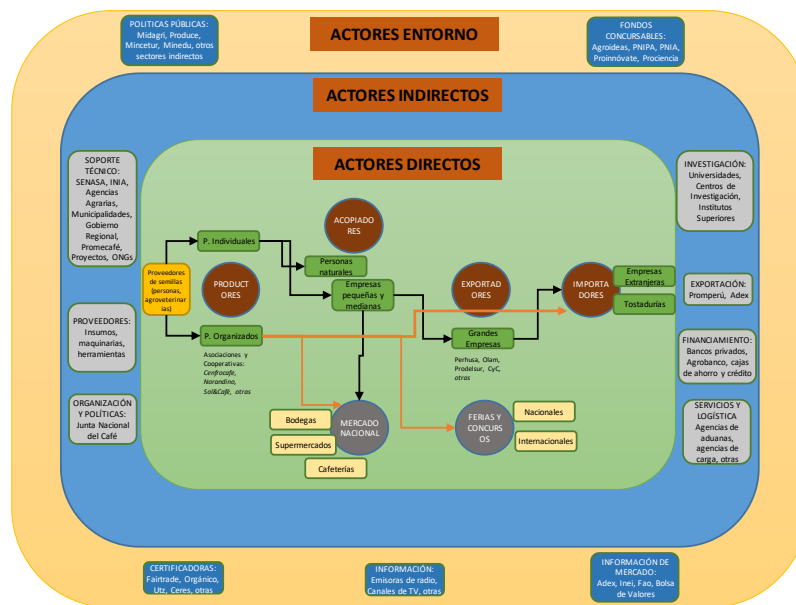 POLITICAS PÚBLICAS:
Midagri, Produce,
Mincetur, Minedu, otros
sectores indirectos
ACTORES ENTORNO
FONDOS
CONCURSABLES:
Agroideas, PNIPA, PNIA,
Proinnóvate, Prociencia
ACTORES INDIRECTOS
ACTORES DIRECTOS
SOPORTE
TÉCNICO:
SENASA, INIA,
Agencias
Agrarias,
Municipalidades,
Gobierno
Regional,
Promecafé,
Proyectos, ONGs
INVESTIGACIÓN:
Universidades,
Centros de
Investigación,
Institutos
Superiores
ACOPIADO
RES
P. Individuales
Personas
naturales
Proveedores
de semillas
(personas,
agroveterinar
ias)
PRODUCT
ORES
Empresas
pequeñas y
medianas
EXPORTAD
ORES
IMPORTA
DORES
Empresas
Extranjeras
Tostadurías
EXPORTACIÓN:
Promperú, Adex
PROVEEDORES:
Insumos,
maquinarias,
herramientas
P. Organizados
Asociaciones y
Cooperativas:
Cenfrocafe,
Norandino,
Sol&Café, otras
Grandes
Empresas
Perhusa, Olam,
Prodelsur, CyC,
otras
FINANCIAMIENTO:
Bancos privados,
Agrobanco, cajas
de ahorro y crédito
ORGANIZACIÓN
Y POLÍTICAS:
Junta Nacional
del Café
Bodegas
Supermercados
Cafeterías
MERCADO
NACIONAL
FERIAS Y
CONCUR
SOS
Nacionales
Internacionales
SERVICIOS Y
LOGÍSTICA
Agencias de
aduanas,
agencias de
carga, otras
CERTIFICADORAS:
Fairtrade, Orgánico,
Utz, Ceres, otras
INFORMACIÓN:
Emisoras de radio,
Canales de TV, otras
INFORMACIÓN DE
MERCADO:
Adex, Inei, Fao, Bolsa
de Valores